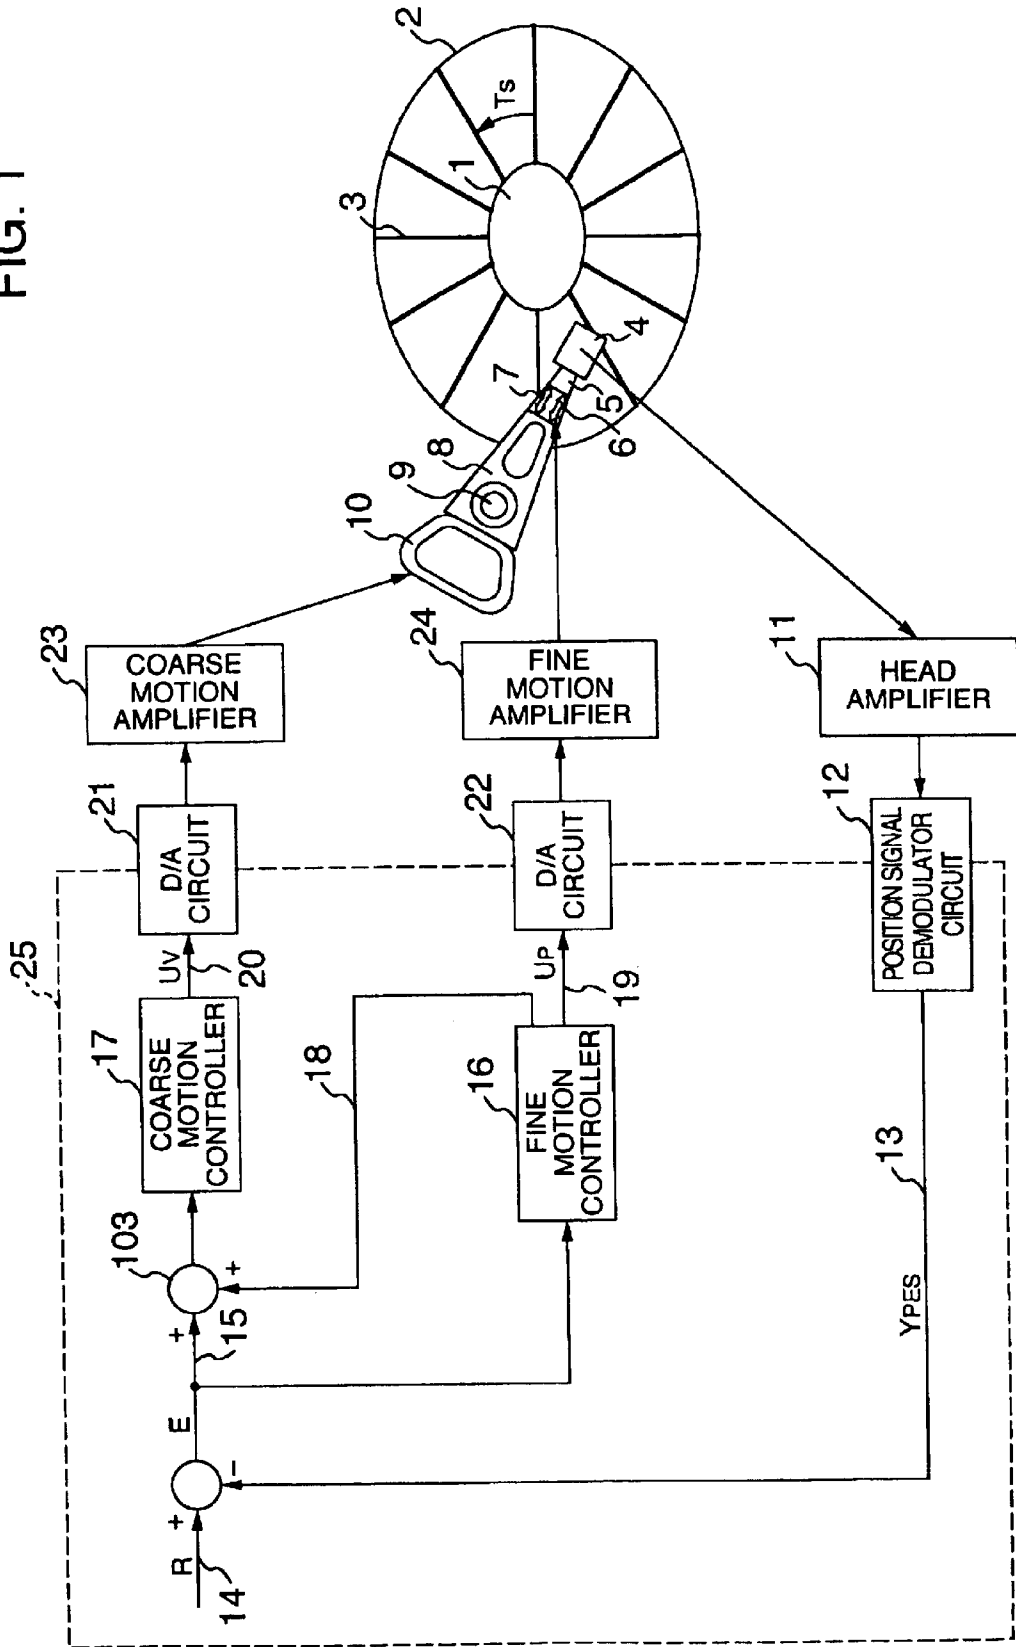 FIG. 1
2
Ts
1
3
4
5
6
7
8
9
10
23
COARSE
MOTION
AMPLIFIER
24
FINE
MOTION
AMPLIFIER
11
HEAD
AMPLIFIER
21
D/A
CIRCUIT
22
D/A
CIRCUIT
12
POSITION SIGNAL
DEMODULATOR
CIRCUIT
25
UV
20
UP
19
17
COARSE
MOTION
CONTROLLER
18
16
FINE
MOTION
CONTROLLER
13
YPES
103
+
+
15
E
+
−
R
14